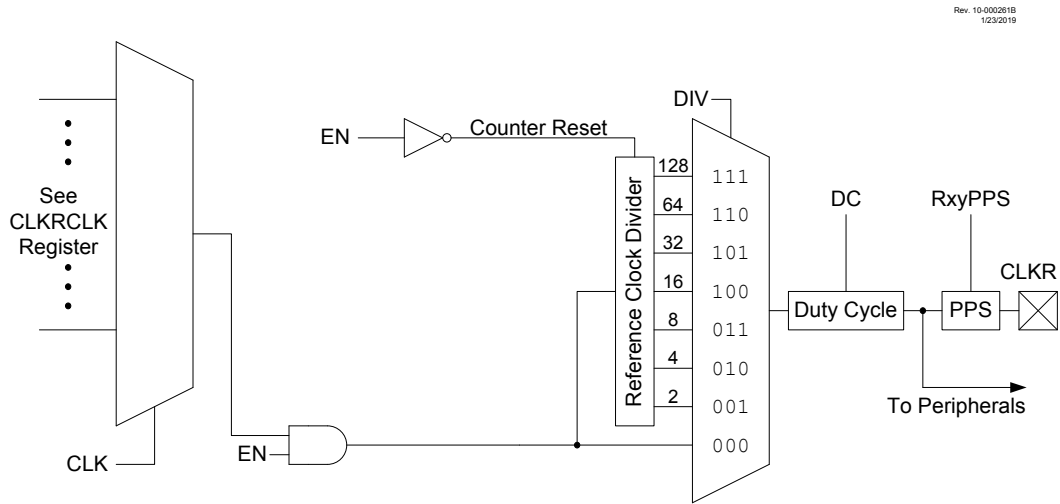 Rev. 10-000261B
1/23/2019
DIV
EN
Counter Reset
See
CLKRCLK
Register
Reference Clock Divider
128
111
64
110
32
101
16
100
8
011
4
010
2
001
000
DC
RxyPPS
CLKR
Duty Cycle
PPS
To Peripherals
CLK
EN